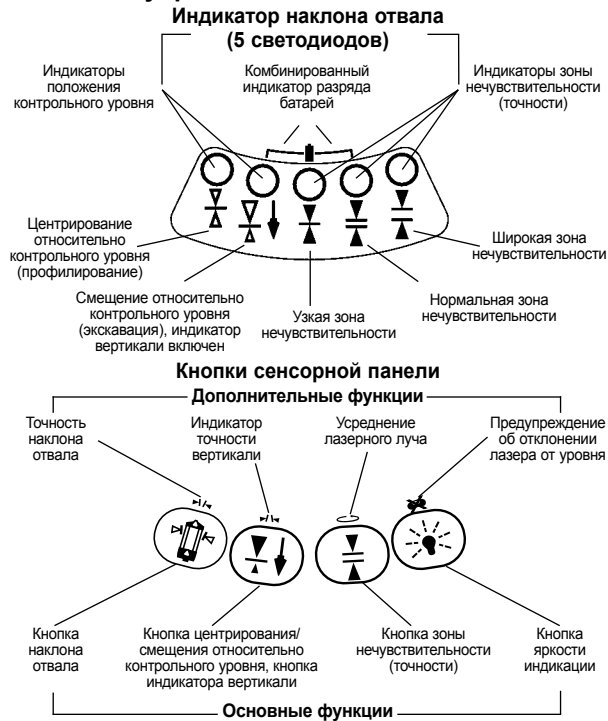 Индикатор наклона отвала
(5 светодиодов)
Индикаторы
положения
контрольного уровня
Комбинированный
индикатор разряда
батарей
Индикаторы зоны
нечувствительности
(точности)
Центрирование
относительно
контрольного уровня
(профилирование)
Смещение относительно
контрольного уровня
(экскавация), индикатор
вертикали включен
Узкая зона
нечувствительности
Нормальная зона
нечувствительности
Широкая зона
нечувствительности
Кнопки сенсорной панели
Дополнительные функции
Точность
наклона
отвала
Индикатор
точности
вертикали
Усреднение
лазерного луча
Предупреждение
об отклонении
лазера от уровня
Кнопка
наклона
отвала
Кнопка центрирования/
смещения относительно
контрольного уровня, кнопка
индикатора вертикали
Кнопка зоны
нечувствительности
(точности)
Кнопка
яркости
индикации
Основные функции